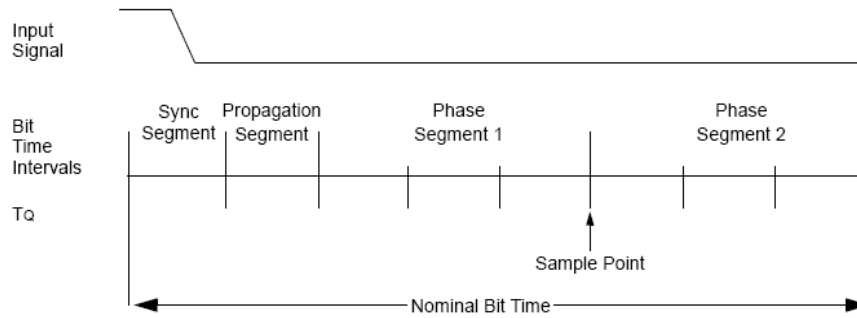 Input
Signal
Sync
Segment
Propagation
Segment
Phase
Segment 1
Phase
Segment 2
Bit
Time
Intervals
TQ
Sample Point
Nominal Bit Time